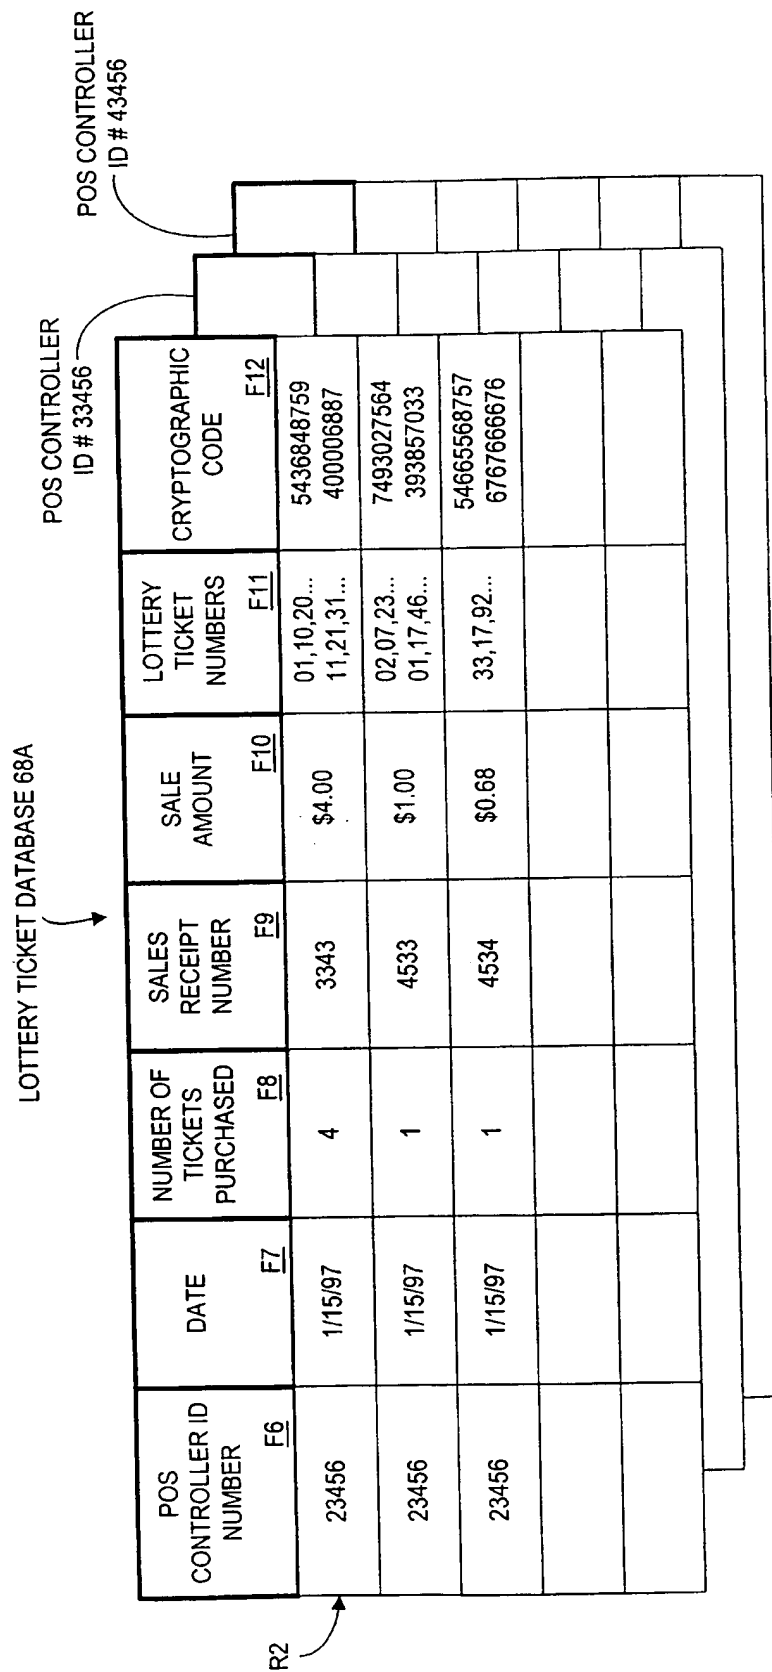 LOTTERY TICKET DATABASE 68A
POS CONTROLLER
ID # 33456
POS CONTROLLER
ID # 43456
POS
CONTROLLER ID
NUMBER
F6
DATE
F7
NUMBER OF
TICKETS
PURCHASED
F8
SALES
RECEIPT
NUMBER
F9
SALE
AMOUNT
F10
LOTTERY
TICKET
NUMBERS
F11
CRYPTOGRAPHIC
CODE
F12
R2
23456
1/15/97
4
3343
$4.00
01,10,20...
11,21,31...
5436848759
400006887
23456
1/15/97
1
4533
$1.00
02,07,23...
01,17,46...
7493027564
393857033
23456
1/15/97
1
4534
$0.68
33,17,92...
54665568757
67676666676